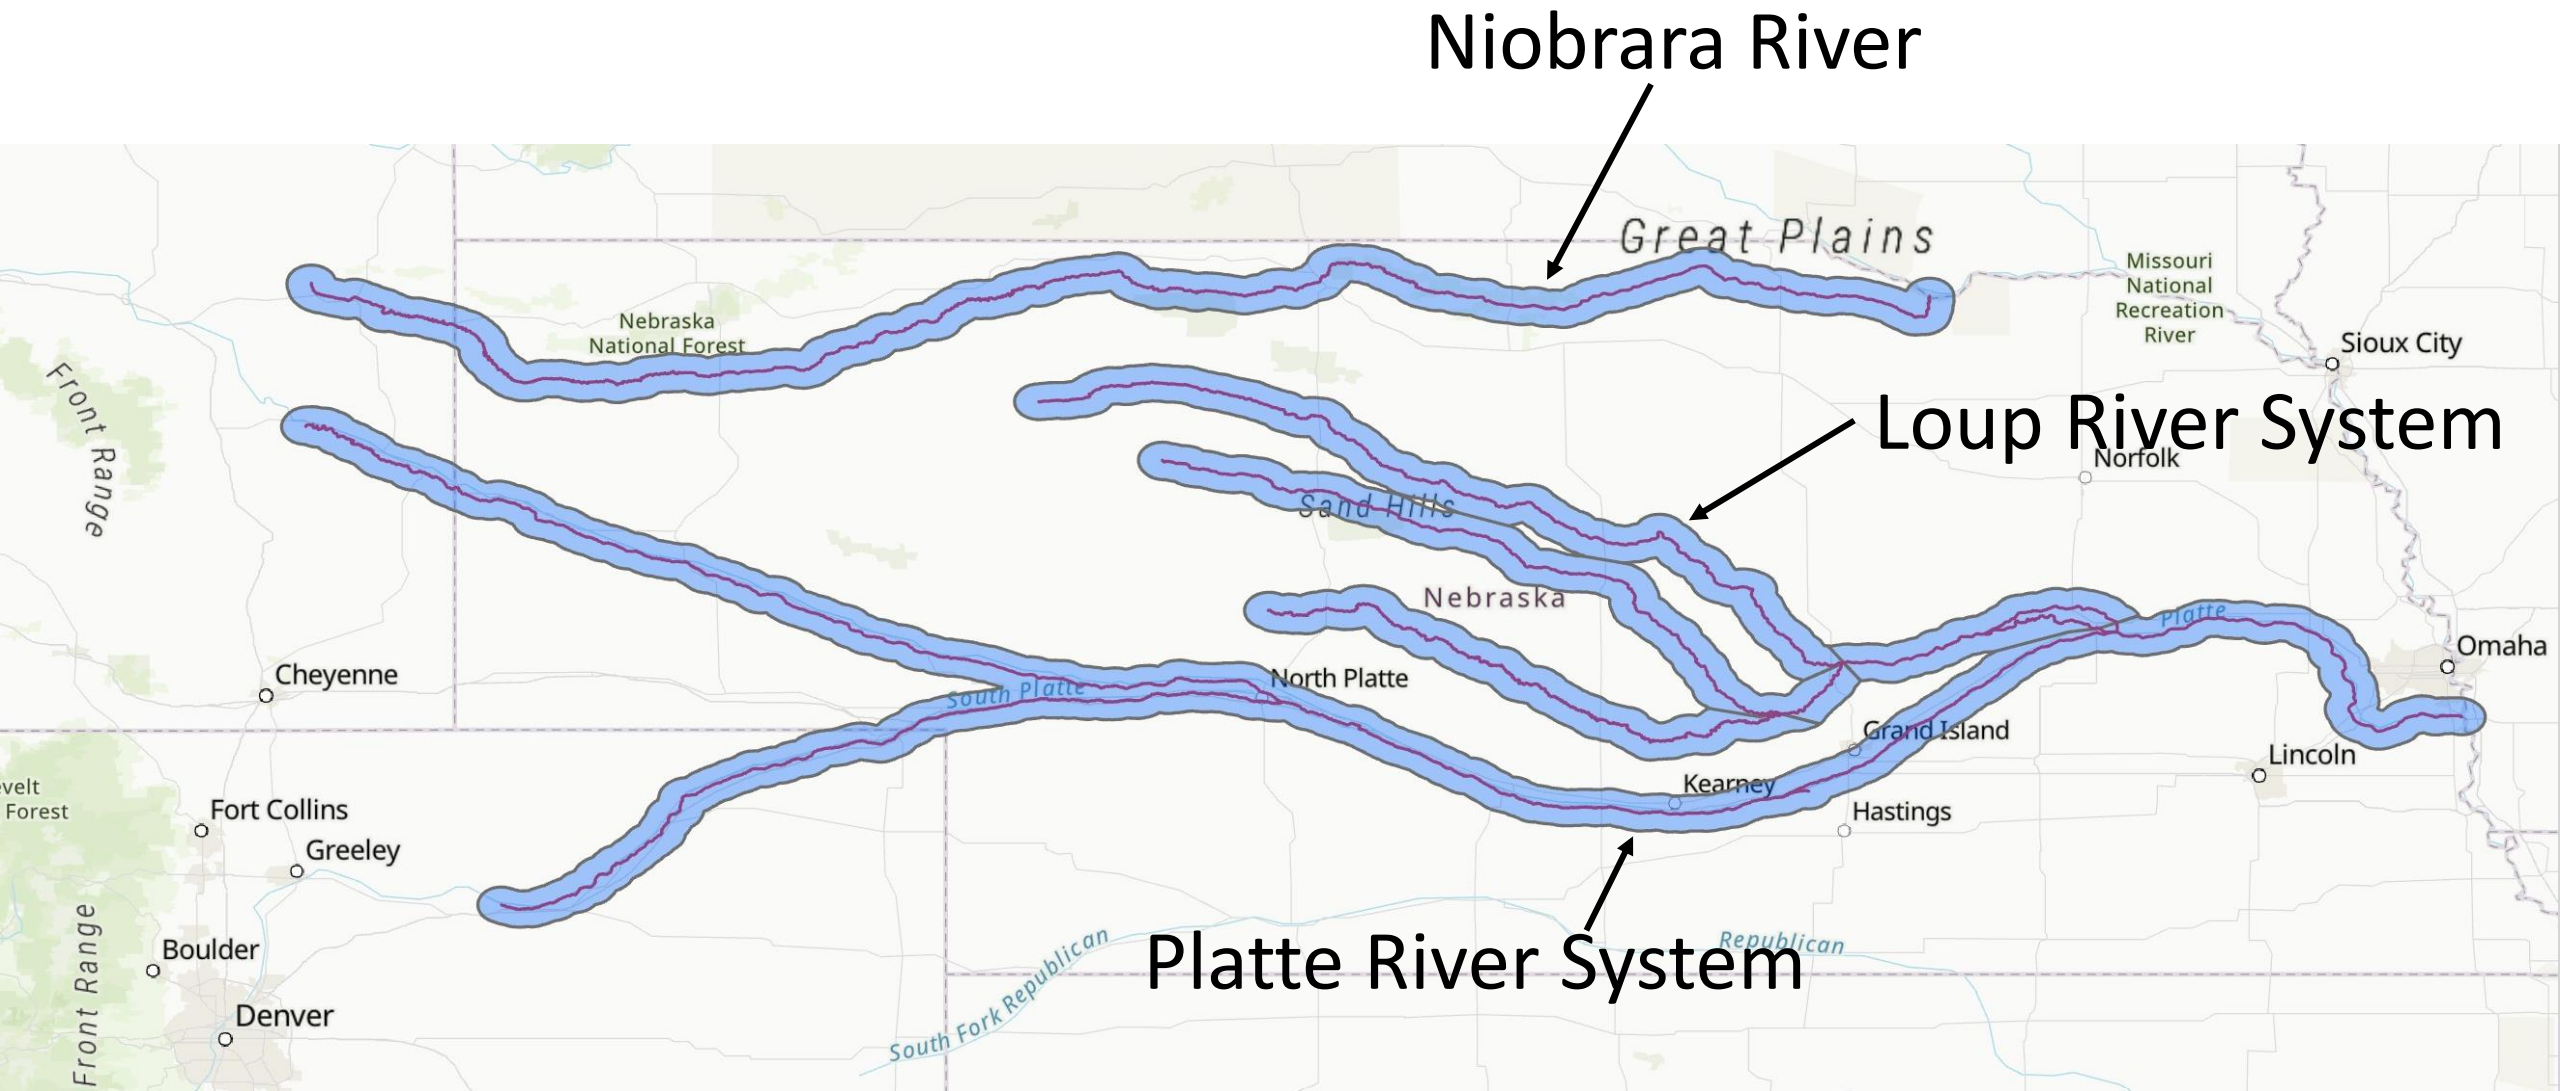 Niobrara River
Great Plains
Missouri
National
Recreation
River
Nebraska
National Forest
Sioux City
Front Range
Loup River System
Norfolk
Sand Hills
Nebraska
Platte
Omaha
Cheyenne
North Platte
South Platte
Grand Island
Lincoln
Kearney
Hastings
evelt
Forest
Fort Collins
Greeley
Platte River System
Republican
South Fork Republican
Front Range
Boulder
Denver